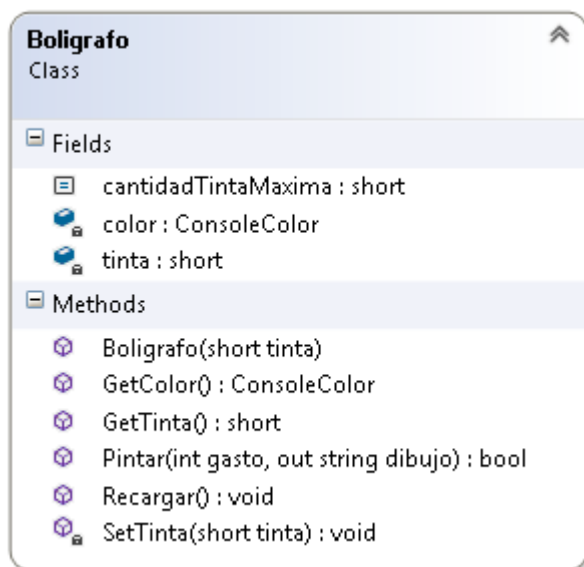 Boligrafo
Class
Fields
cantidadTintaMaxima : short
color : ConsoleColor
tinta : short
Methods
Boligrafo(short tinta)
GetColor() : ConsoleColor
GetTinta() : short
Pintar(int gasto, out string dibujo) : bool
Recargar() : void
SetTinta(short tinta) : void